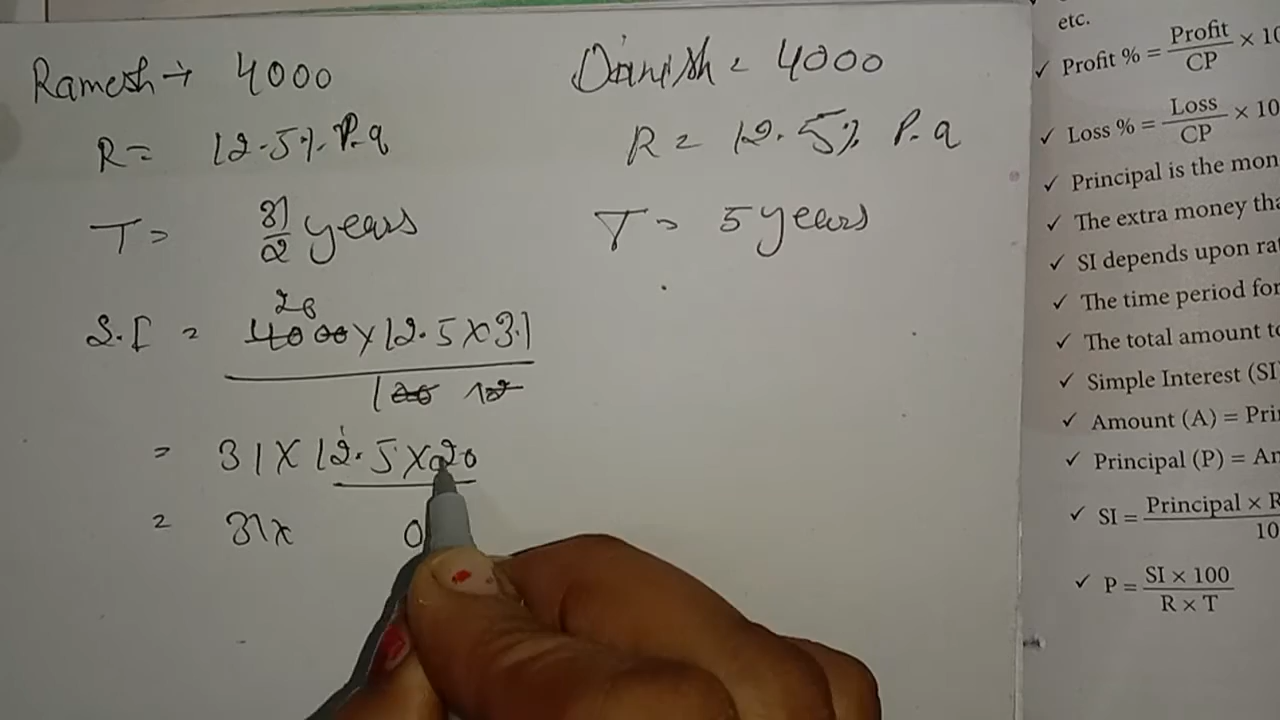 Ramesh → 4000
R = 12.5% P.a
T = 31/2 years
S.I = 4000 x 12.5 x 31
20
100 x 2
= 31 x 12.5 x 20
= 31 x 0
Danish = 4000
R = 12.5% P.a
T = 5 years
etc.
✓ Profit % = Profit/CP × 10
✓ Loss % = Loss/CP × 10
✓ Principal is the mon
✓ The extra money tha
✓ SI depends upon ra
✓ The time period for
✓ The total amount to
✓ Simple Interest (SI
✓ Amount (A) = Pri
✓ Principal (P) = Ar
✓ SI = Principal × R/10
✓ P = SI × 100/R × T